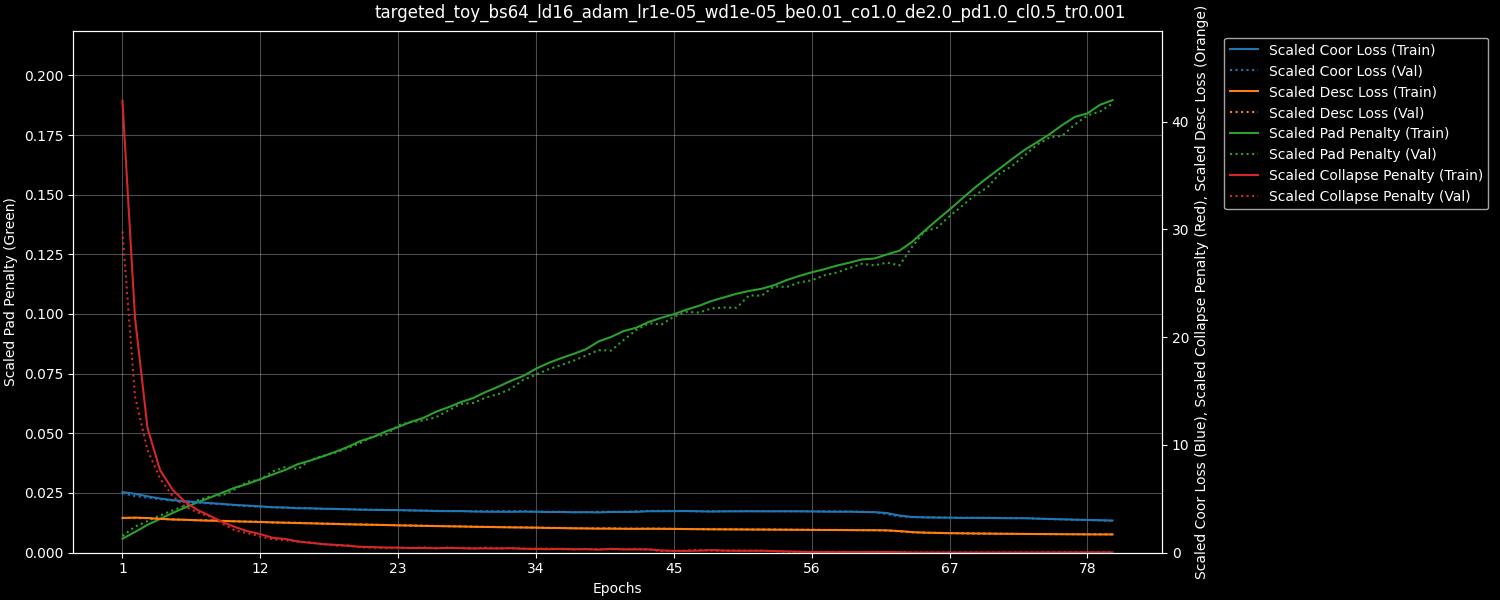 targeted_toy_bs64_ld16_adam_lr1e-05_wd1e-05_be0.01_co1.0_de2.0_pd1.0_cl0.5_tr0.001
Scaled Pad Penalty (Green)
0.200
0.175
0.150
0.125
0.100
0.075
0.050
0.025
0.000
1
12
23
34
45
56
67
78
Epochs
40
30
20
10
0
Scaled Coor Loss (Blue), Scaled Collapse Penalty (Red), Scaled Desc Loss (Orange)
Scaled Coor Loss (Train)
Scaled Coor Loss (Val)
Scaled Desc Loss (Train)
Scaled Desc Loss (Val)
Scaled Pad Penalty (Train)
Scaled Pad Penalty (Val)
Scaled Collapse Penalty (Train)
Scaled Collapse Penalty (Val)